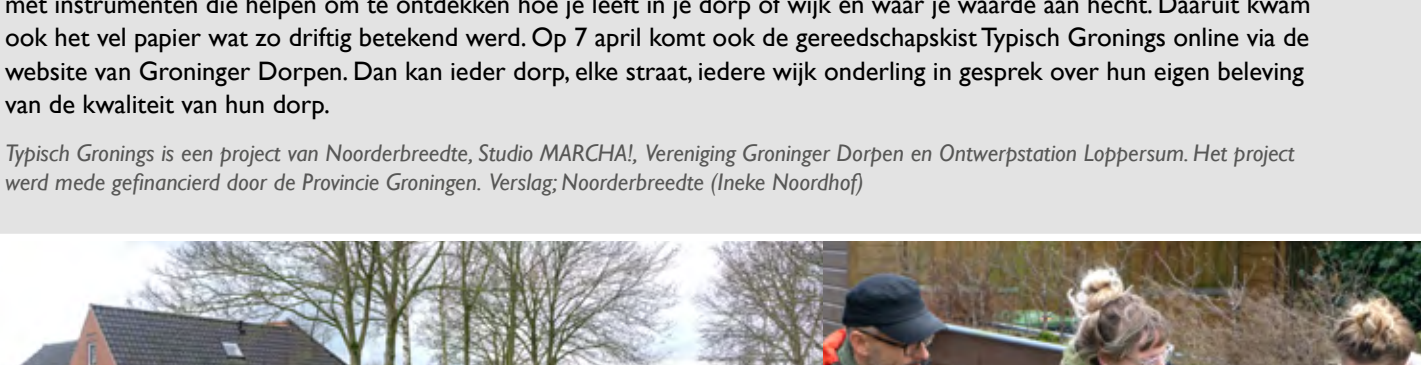 met instrumenten die helpen om te ontdekken hoe je leeft in je dorp of wijk en waar je waarde aan hecht. Daaruit kwam
ook het vel papier wat zo driftig betekend werd. Op 7 april komt ook de gereedschapskist Typisch Gronings online via de
website van Groninger Dorpen. Dan kan ieder dorp, elke straat, iedere wijk onderling in gesprek over hun eigen beleving
van de kwaliteit van hun dorp.
Typisch Gronings is een project van Noorderbreedte, Studio MARCHA!, Vereniging Groninger Dorpen en Ontwerpstation Loppersum. Het project
werd mede gefinancierd door de Provincie Groningen. Verslag; Noorderbreedte (Ineke Noordhof)